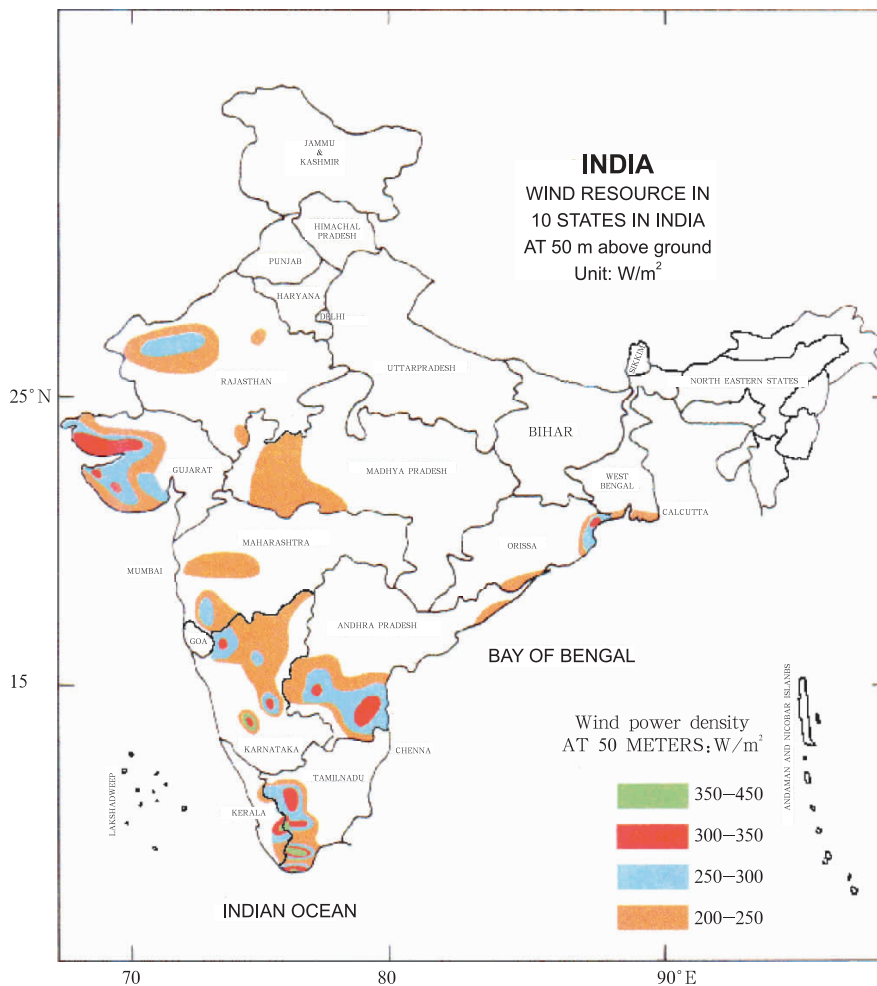 JAMMU
&
KASHMIR
INDIA
WIND RESOURCE IN
10 STATES IN INDIA
AT 50 m above ground
Unit: W/m²
HIMACHAL
PRADESH
PUNJAB
HARYANA
DELHI
UTTARPRADESH
SIKKIM
NORTH EASTERN STATES
RAJASTHAN
25°N
BIHAR
GUJARAT
MADHYA PRADESH
WEST
BENGAL
CALCUTTA
MAHARASHTRA
ORISSA
MUMBAI
ANDHRA PRADESH
GOA
BAY OF BENGAL
15
ANDAMAN AND NICOBAR ISLANBS
Wind power density
AT 50 METERS:W/m²
KARNATAKA
CHENNA
TAMILNADU
LAKSHADWEEP
KERALA
350-450
300-350
250-300
200-250
INDIAN OCEAN
70
80
90°E